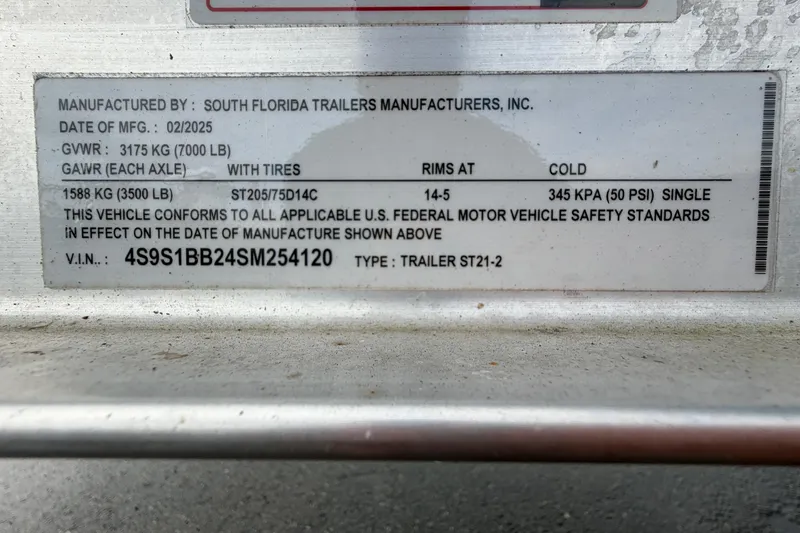 MANUFACTURED BY : SOUTH FLORIDA TRAILERS MANUFACTURERS, INC.
DATE OF MFG. : 02/2025
GVWR : 3175 KG (7000 LB)
GAWR (EACH AXLE) WITH TIRES RIMS AT COLD
1588 KG (3500 LB) ST205/75D14C 14-5 345 KPA (50 PSI) SINGLE
THIS VEHICLE CONFORMS TO ALL APPLICABLE U.S. FEDERAL MOTOR VEHICLE SAFETY STANDARDS
IN EFFECT ON THE DATE OF MANUFACTURE SHOWN ABOVE
V.I.N.. : 4S9S1BB24SM254120 TYPE : TRAILER ST21-2